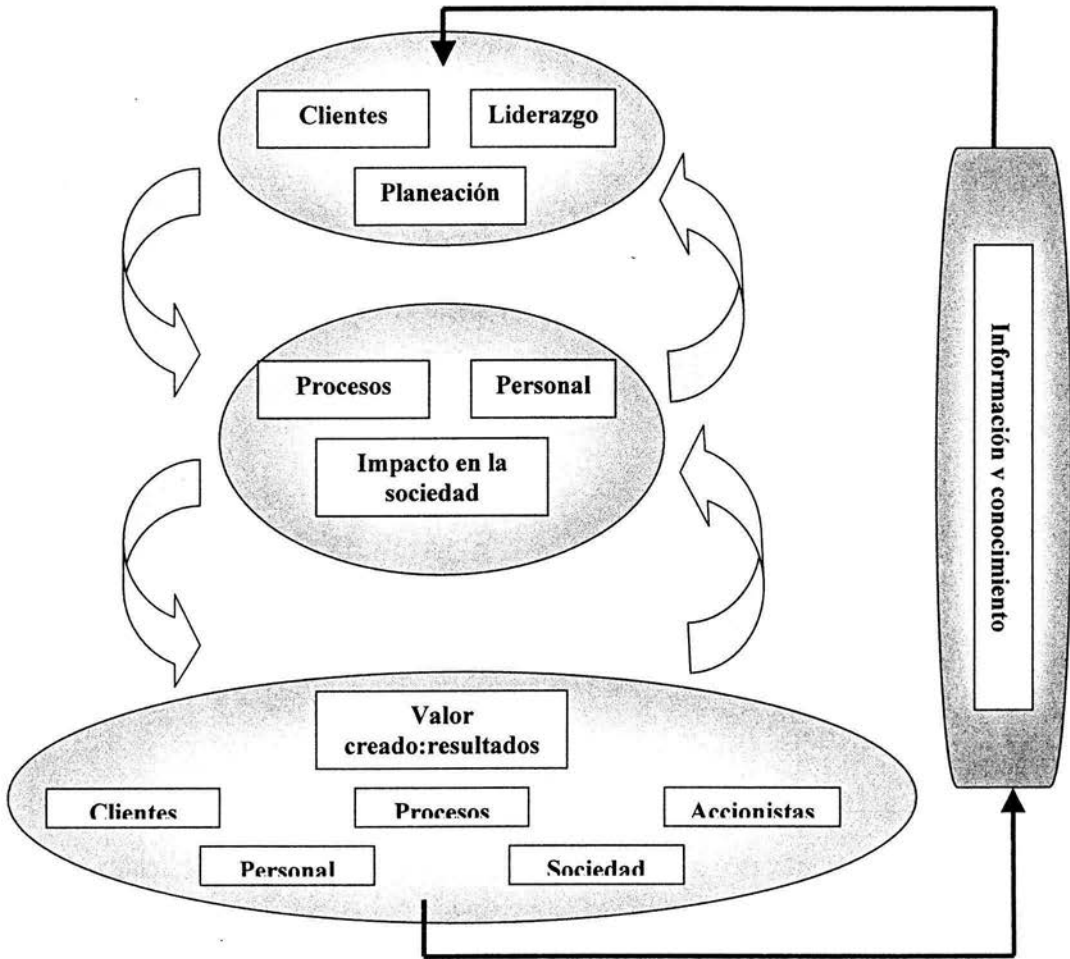 Clientes
Liderazgo
Planeación
Procesos
Personal
Impacto en la
sociedad
Información y conocimiento
Valor
creado:resultados
Clientes
Procesos
Accionistas
Personal
Sociedad